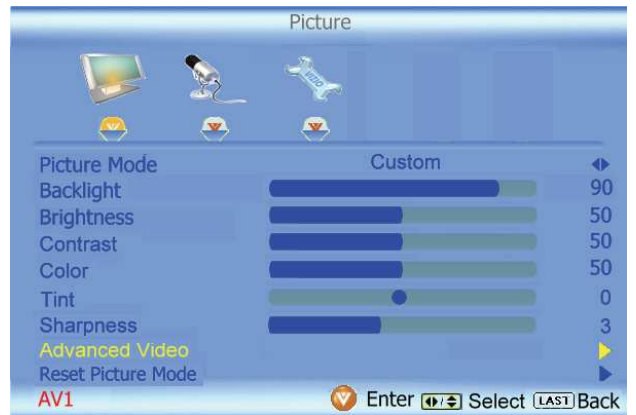 Picture
VIZIO
Picture Mode Custom
Backlight 90
Brightness 50
Contrast 50
Color 50
Tint 0
Sharpness 3
Advanced Video
Reset Picture Mode
AV1 V Enter Select LAST Back